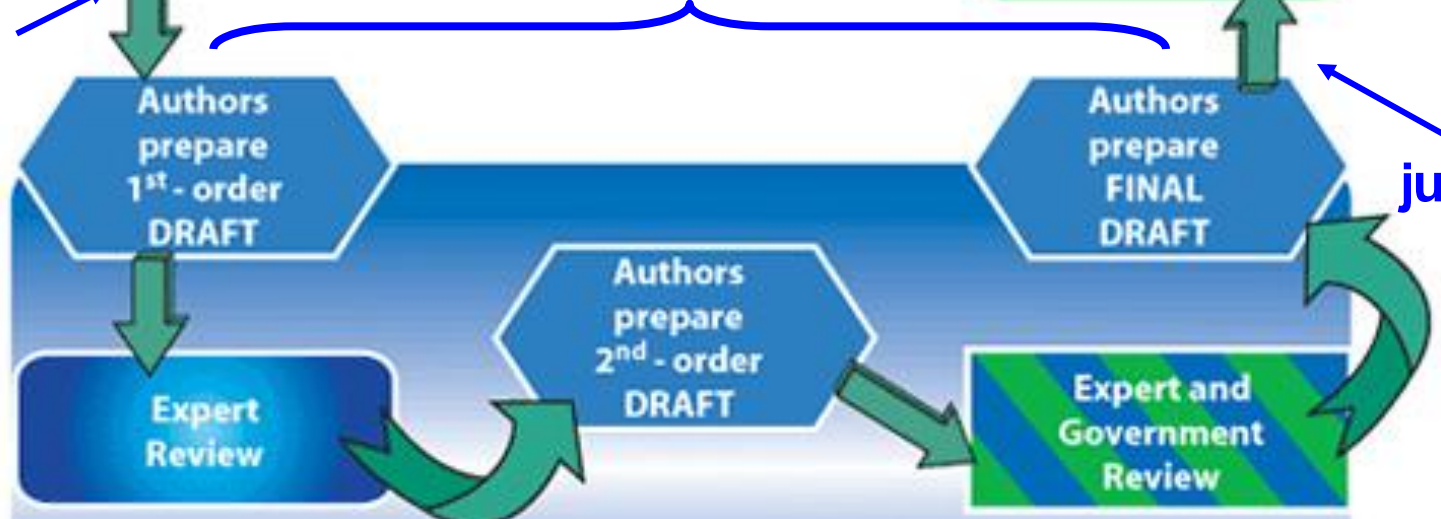 Authors
prepare
1st - order
DRAFT
Expert
Review
Authors
prepare
2nd - order
DRAFT
Expert and
Government
Review
Authors
prepare
FINAL
DRAFT
ju